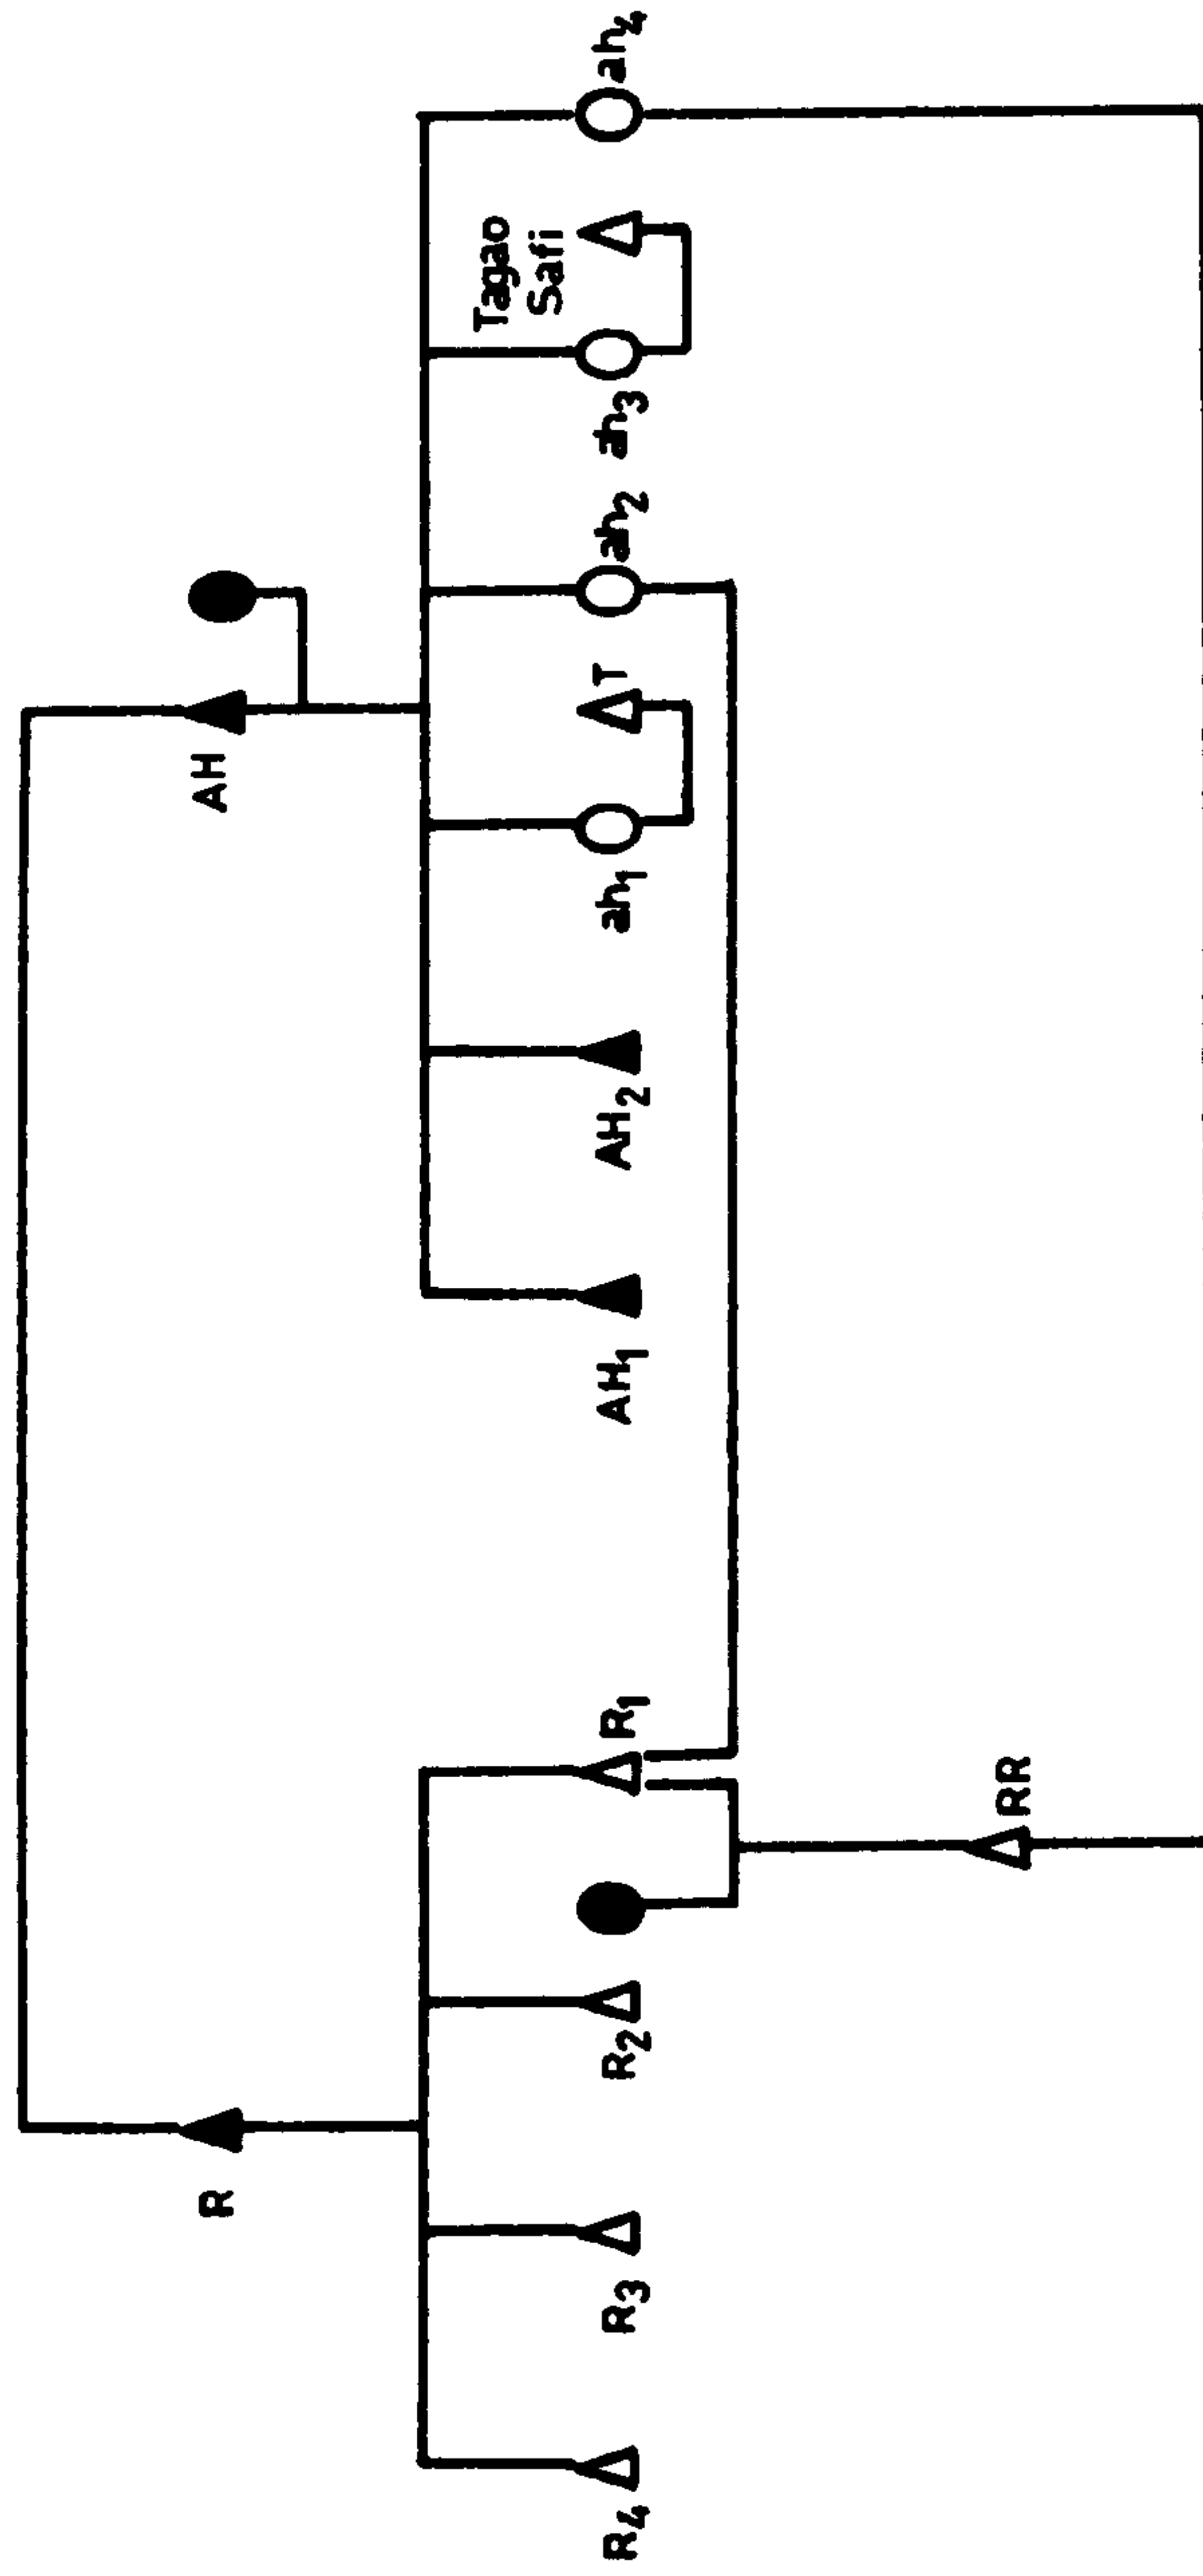 R
AH
R₄
R₃
R₂
R₁
AH₁
AH₂
ah₁
T
ah₂
ah₃
Tagao
Safi
ah₄
RR